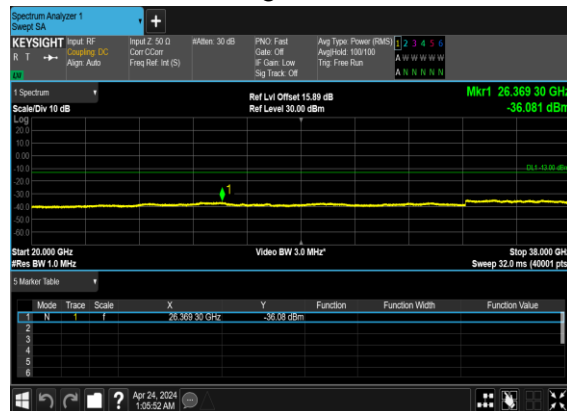 Spectrum Analyzer 1
Swept SA
+
KEYSIGHT Input: RF Input Z: 50 Ω #Atten: 30 dB PNO: Fast Avg Type: Power (RMS) 1 2 3 4 5 6
R T Coupling: DC Corr CCorr Gate: Off Avg|Hold: 100/100 A W W W W W
Align: Auto Freq Ref: Int (S) IF Gain: Low Trig: Free Run
Sig Track: Off A N N N N N
1 Spectrum Ref Lvl Offset 15.89 dB Mkr1 26.369 30 GHz
Scale/Div 10 dB Ref Level 30.00 dBm -36.081 dBm
Log
20.0
10.0
0.00
-10.0 DL1 -13.00 dBm
-20.0
-30.0 1
-40.0
-50.0
-60.0
Start 20.000 GHz Video BW 3.0 MHz* Stop 38.000 GHz
#Res BW 1.0 MHz Sweep 32.0 ms (40001 pts)
5 Marker Table
Mode Trace Scale X Y Function Function Width Function Value
1 N 1 f 26.369 30 GHz -36.08 dBm
2
3
4
5
6
? Apr 24, 2024
1:05:52 AM